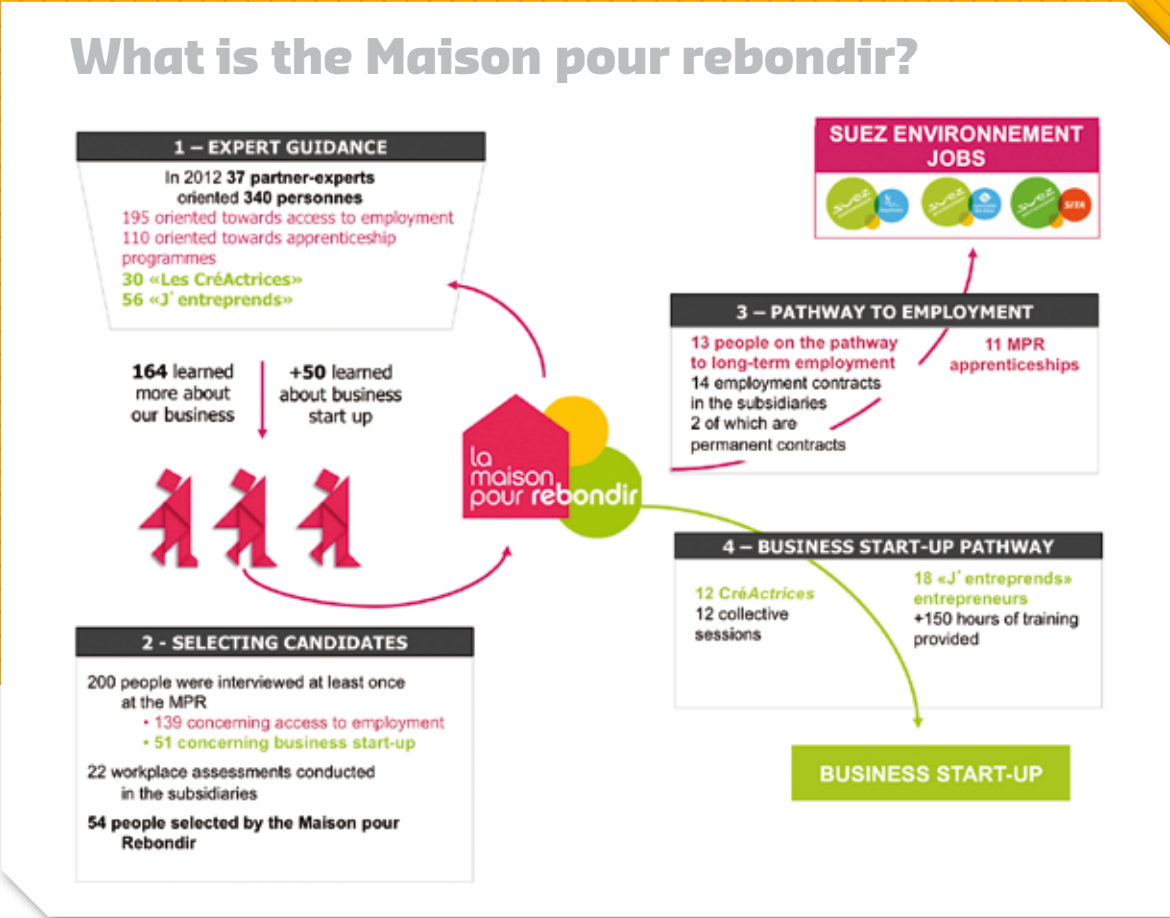 What is the Maison pour rebondir?
1 – EXPERT GUIDANCE
In 2012 37 partner-experts
oriented 340 personnes
195 oriented towards access to employment
110 oriented towards apprenticeship
programmes
30 «Les CréActrices»
56 «J'entreprends»
164 learned
more about
our business
+50 learned
about business
start up
2 - SELECTING CANDIDATES
200 people were interviewed at least once
at the MPR
• 139 concerning access to employment
• 51 concerning business start-up
22 workplace assessments conducted
in the subsidiaries
54 people selected by the Maison pour
Rebondir
la
maison
pour rebondir
SUEZ ENVIRONNEMENT
JOBS
suez
suez
suez
SITA
3 – PATHWAY TO EMPLOYMENT
13 people on the pathway
to long-term employment
14 employment contracts
in the subsidiaries
2 of which are
permanent contracts
11 MPR
apprenticeships
4 – BUSINESS START-UP PATHWAY
12 CréActrices
12 collective
sessions
18 «J'entreprends»
entrepreneurs
+150 hours of training
provided
BUSINESS START-UP